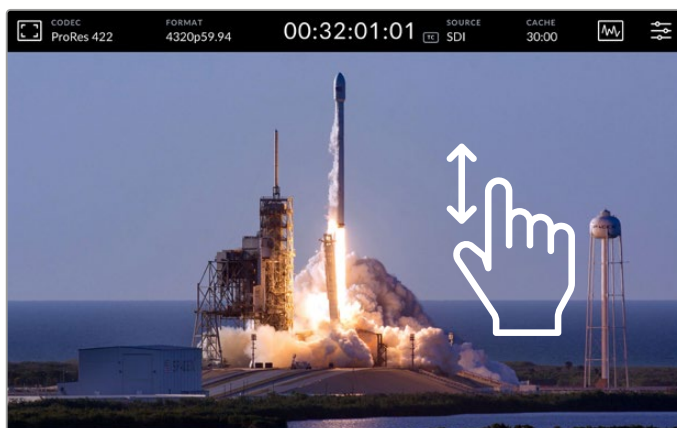 CODEC
ProRes 422
FORMAT
4320p59.94
00:32:01:01
TC
SOURCE
SDI
CACHE
30:00